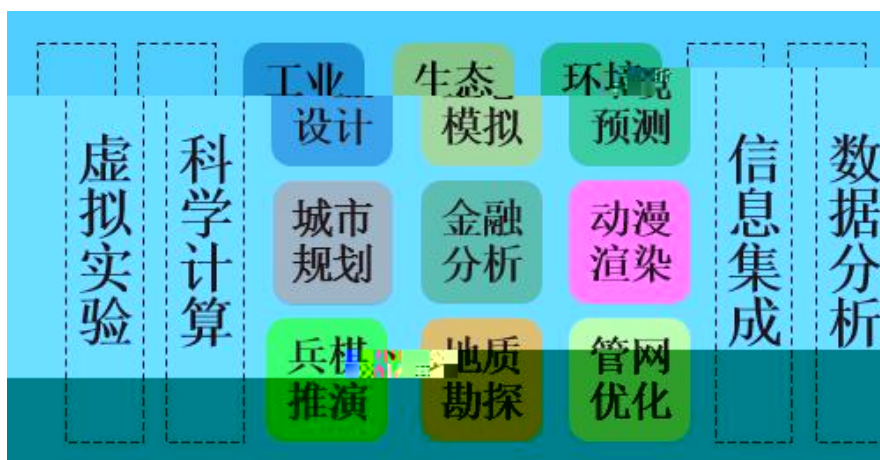 虚拟实验
科学计算
工业
设计
生态
模拟
环境
预测
城市
规划
金融
分析
动漫
渲染
兵棋
推演
地质
勘探
管网
优化
信息集成
数据分析